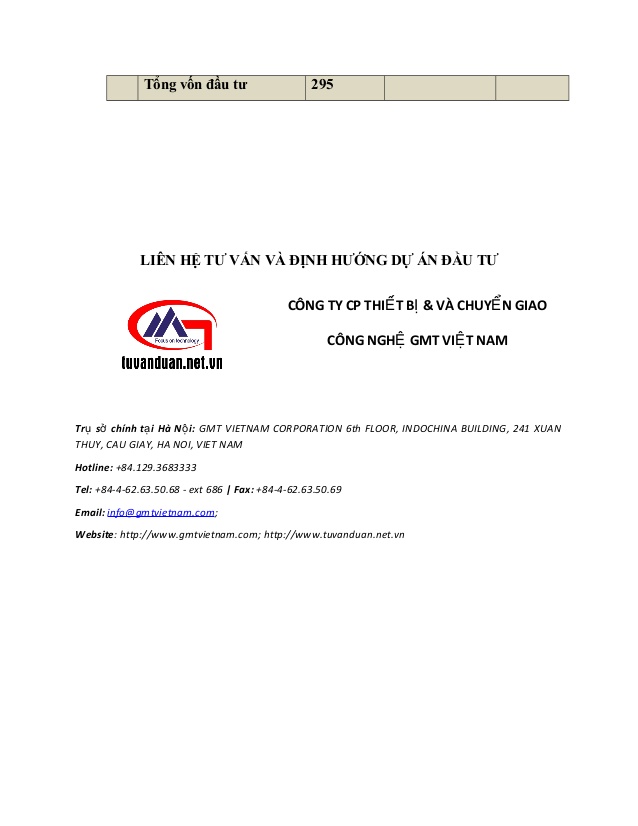 Tổng vốn đầu tư 295
LIÊN HỆ TƯ VẤN VÀ ĐỊNH HƯỚNG DỰ ÁN ĐẦU TƯ
CÔNG TY CP THIẾT BỊ & VÀ CHUYỂN GIAO
CÔNG NGHỆ GMT VIỆT NAM
Focus on technology
tuvanduan.net.vn
Trụ sở chính tại Hà Nội: GMT VIETNAM CORPORATION 6th FLOOR, INDOCHINA BUILDING, 241 XUAN
THUY, CAU GIAY, HA NOI, VIET NAM
Hotline: +84.129.3683333
Tel: +84-4-62.63.50.68 - ext 686 | Fax: +84-4-62.63.50.69
Email: info@gmtvietnam.com;
Website: http://www.gmtvietnam.com; http://www.tuvanduan.net.vn